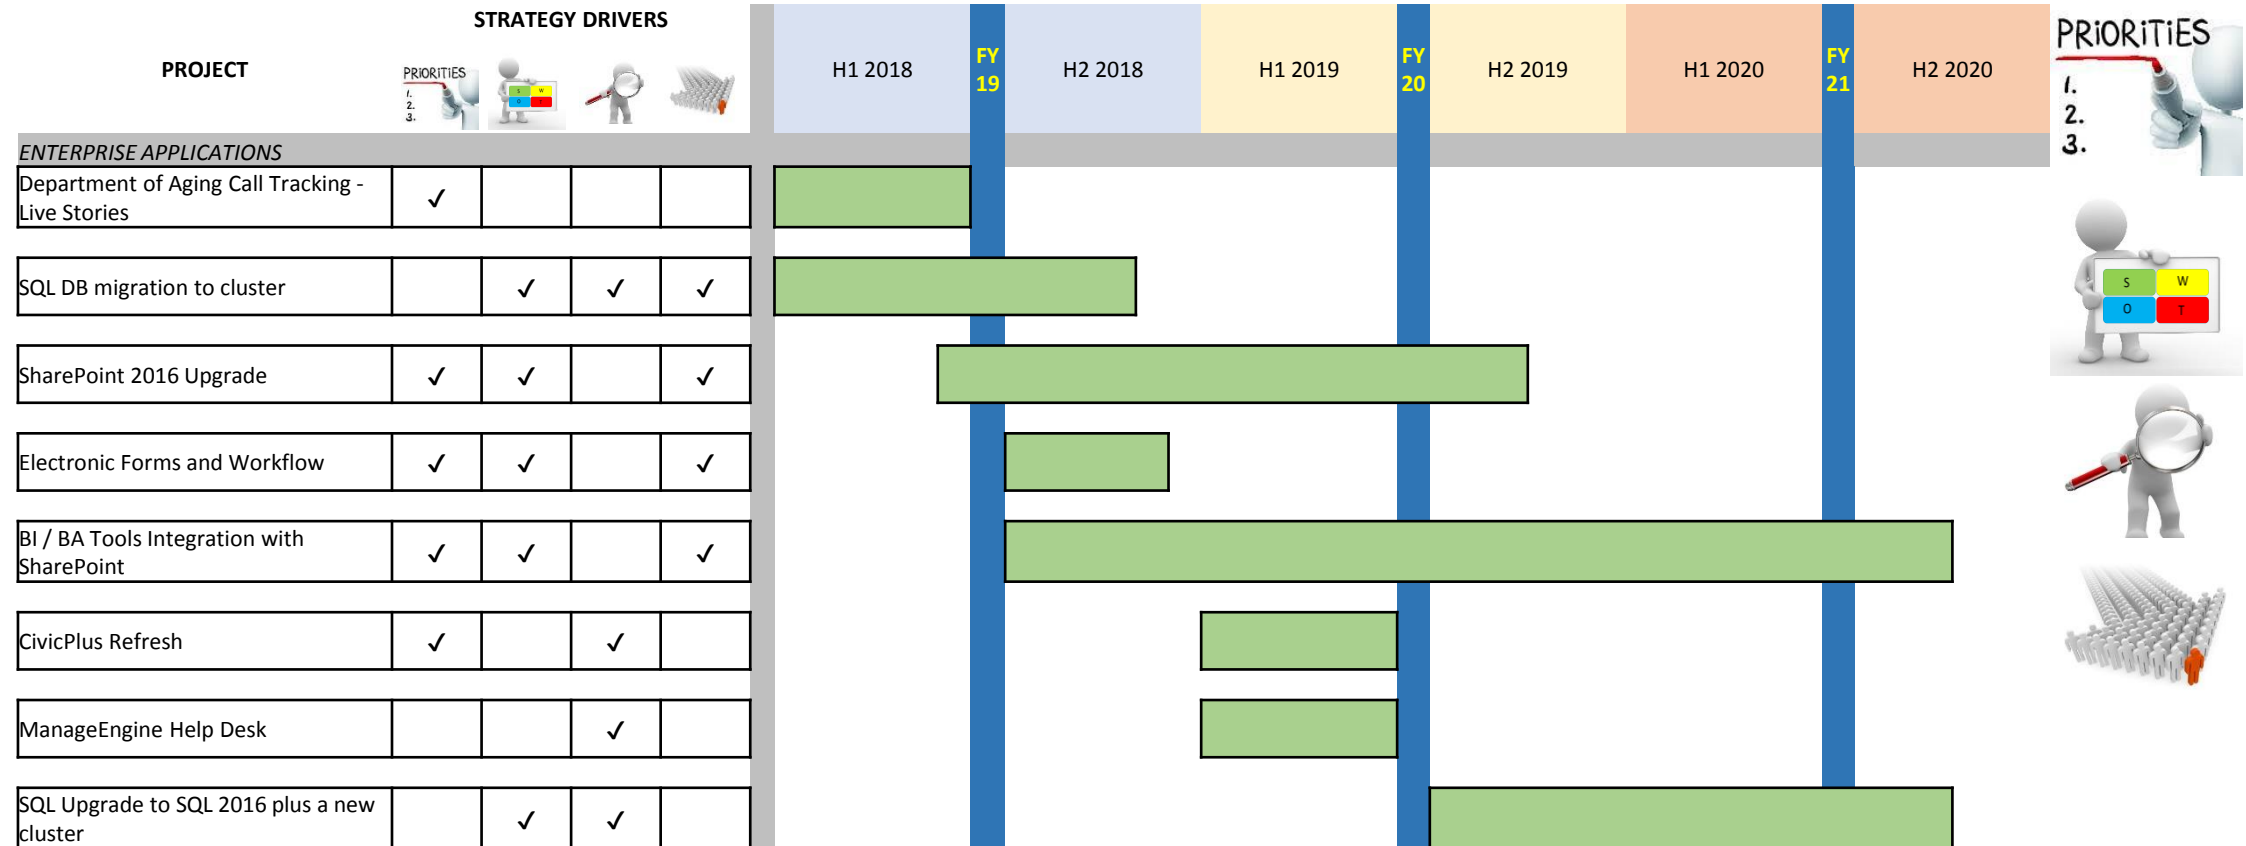 STRATEGY DRIVERS
PROJECT
PRIORITIES
1.
2.
3.
S W
O T
H1 2018
FY
19
H2 2018
H1 2019
FY
20
H2 2019
H1 2020
FY
21
H2 2020
PRIORITIES
1.
2.
3.
ENTERPRISE APPLICATIONS
Department of Aging Call Tracking -
Live Stories
✓
SQL DB migration to cluster
✓ ✓ ✓
S W
O T
SharePoint 2016 Upgrade
✓ ✓ ✓
Electronic Forms and Workflow
✓ ✓ ✓
BI / BA Tools Integration with
SharePoint
✓ ✓ ✓
CivicPlus Refresh
✓ ✓
ManageEngine Help Desk
✓
SQL Upgrade to SQL 2016 plus a new
cluster
✓ ✓